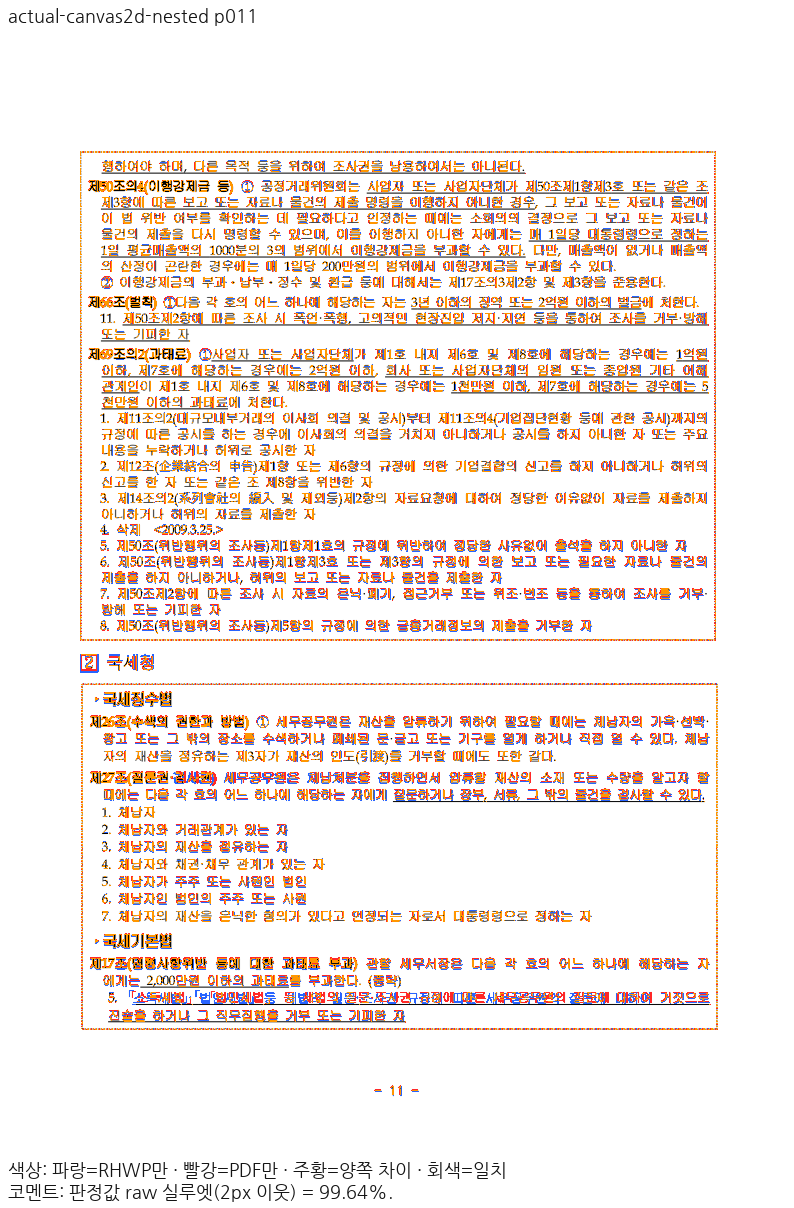 actual-canvas2d-nested p011
행하여야 하며, 다른 목적 등을 위하여 조사권을 남용하여서는 아니된다.
제50조의4(이행강제금 등) ① 공정거래위원회는 사업자 또는 사업자단체가 제50조제1항제3호 또는 같은 조
제3항에 따른 보고 또는 자료나 물건의 제출 명령을 이행하지 아니한 경우, 그 보고 또는 자료나 물건에
이 법 위반 여부를 확인하는 데 필요하다고 인정하는 때에는 소회의의 결정으로 그 보고 또는 자료나
물건의 제출을 다시 명령할 수 있으며, 이를 이행하지 아니한 자에게는 매 1일당 대통령령으로 정하는
1일 평균매출액의 1000분의 3의 범위에서 이행강제금을 부과할 수 있다. 다만, 매출액이 없거나 매출액
의 산정이 곤란한 경우에는 매 1일당 200만원의 범위에서 이행강제금을 부과할 수 있다.
② 이행강제금의 부과·납부·징수 및 환급 등에 대해서는 제17조의3제2항 및 제3항을 준용한다.
제66조(벌칙) ①다음 각 호의 어느 하나에 해당하는 자는 3년 이하의 징역 또는 2억원 이하의 벌금에 처한다.
11. 제50조제2항에 따른 조사 시 폭언·폭행, 고의적인 현장진입 저지·지연 등을 통하여 조사를 거부·방해
또는 기피한 자
제69조의2(과태료) ①사업자 또는 사업자단체가 제1호 내지 제6호 및 제8호에 해당하는 경우에는 1억원
이하, 제7호에 해당하는 경우에는 2억원 이하, 회사 또는 사업자단체의 임원 또는 종업원 기타 이해
관계인이 제1호 내지 제6호 및 제8호에 해당하는 경우에는 1천만원 이하, 제7호에 해당하는 경우에는 5
천만원 이하의 과태료에 처한다.
1. 제11조의2(대규모내부거래의 이사회 의결 및 공시)부터 제11조의4(기업집단현황 등에 관한 공시)까지의
규정에 따른 공시를 하는 경우에 이사회의 의결을 거치지 아니하거나 공시를 하지 아니한 자 또는 주요
내용을 누락하거나 허위로 공시한 자
2. 제12조(企業結合의 申告)제1항 또는 제6항의 규정에 의한 기업결합의 신고를 하지 아니하거나 허위의
신고를 한 자 또는 같은 조 제8항을 위반한 자
3. 제14조의2(系列會社의 編入 및 제외등)제2항의 자료요청에 대하여 정당한 이유없이 자료를 제출하지
아니하거나 허위의 자료를 제출한 자
4. 삭제 <2009.3.25.>
5. 제50조(위반행위의 조사등)제1항제1호의 규정에 위반하여 정당한 사유없이 출석을 하지 아니한 자
6. 제50조(위반행위의 조사등)제1항제3호 또는 제3항의 규정에 의한 보고 또는 필요한 자료나 물건의
제출을 하지 아니하거나, 허위의 보고 또는 자료나 물건을 제출한 자
7. 제50조제2항에 따른 조사 시 자료의 은닉·폐기, 접근거부 또는 위조·변조 등을 통하여 조사를 거부·
방해 또는 기피한 자
8. 제50조(위반행위의 조사등)제5항의 규정에 의한 금융거래정보의 제출을 거부한 자
2 국세청
국세징수법
제26조(수색의 권한과 방법) ① 세무공무원은 재산을 압류하기 위하여 필요할 때에는 체납자의 가옥·선박·
창고 또는 그 밖의 장소를 수색하거나 폐쇄된 문·금고 또는 기구를 열게 하거나 직접 열 수 있다. 체납
자의 재산을 점유하는 제3자가 재산의 인도(引渡)를 거부할 때에도 또한 같다.
제27조(질문권·검사권) 세무공무원은 체납처분을 집행하면서 압류할 재산의 소재 또는 수량을 알고자 할
때에는 다음 각 호의 어느 하나에 해당하는 자에게 질문하거나 장부, 서류, 그 밖의 물건을 검사할 수 있다.
1. 체납자
2. 체납자와 거래관계가 있는 자
3. 체납자의 재산을 점유하는 자
4. 체납자와 채권·채무 관계가 있는 자
5. 체납자가 주주 또는 사원인 법인
6. 체납자인 법인의 주주 또는 사원
7. 체납자의 재산을 은닉한 혐의가 있다고 인정되는 자로서 대통령령으로 정하는 자
국세기본법
제17조(명령사항위반 등에 대한 과태료 부과) 관할 세무서장은 다음 각 호의 어느 하나에 해당하는 자
에게는 2,000만원 이하의 과태료를 부과한다. (통칙)
5. 대하여 거짓으로
진술을 하거나 그 직무집행을 거부 또는 기피한 자
- 11 -
색상: 파랑=RHWP만 · 빨강=PDF만 · 주황=양쪽 차이 · 회색=일치
코멘트: 판정값 raw 실루엣(2px 이웃) = 99.64%.